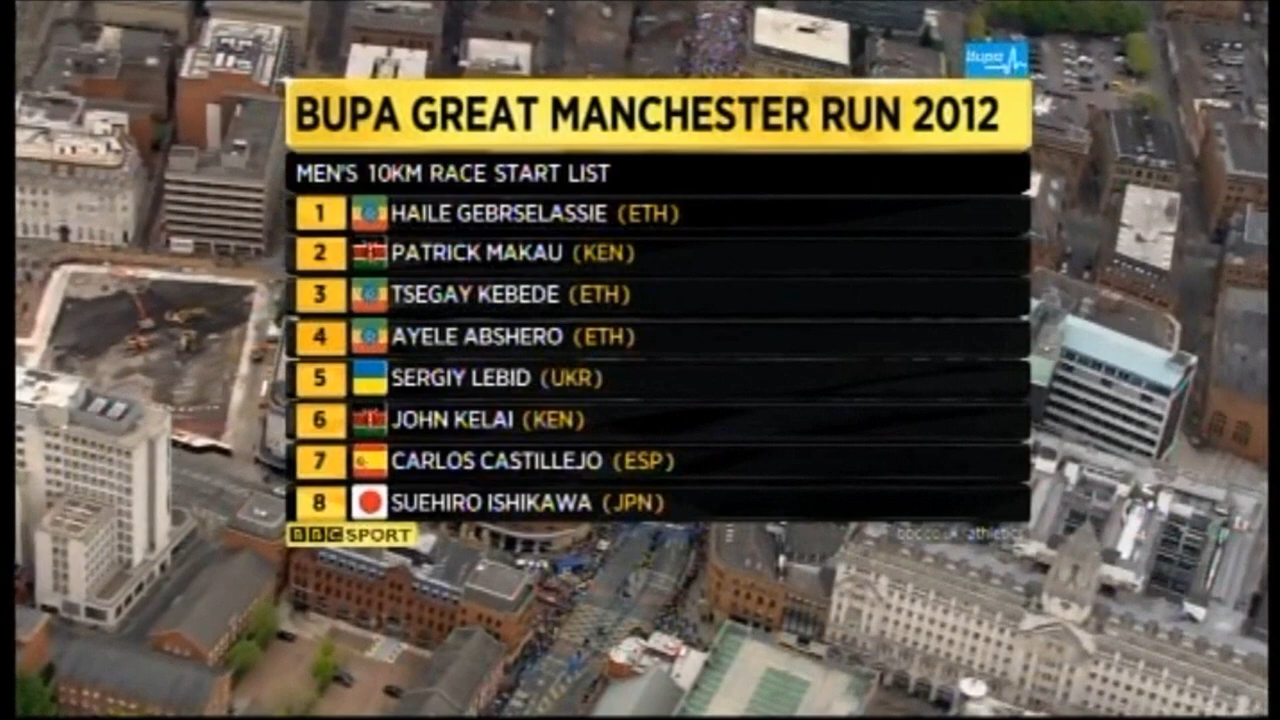 Bupa
BUPA GREAT MANCHESTER RUN 2012
MEN'S 10KM RACE START LIST
1 HAILE GEBRSELASSIE (ETH)
2 PATRICK MAKAU (KEN)
3 TSEGAY KEBEDE (ETH)
4 AYELE ABSHERO (ETH)
5 SERGIY LEBID (UKR)
6 JOHN KELAI (KEN)
7 CARLOS CASTILLEJO (ESP)
8 SUEHIRO ISHIKAWA (JPN)
BBC SPORT